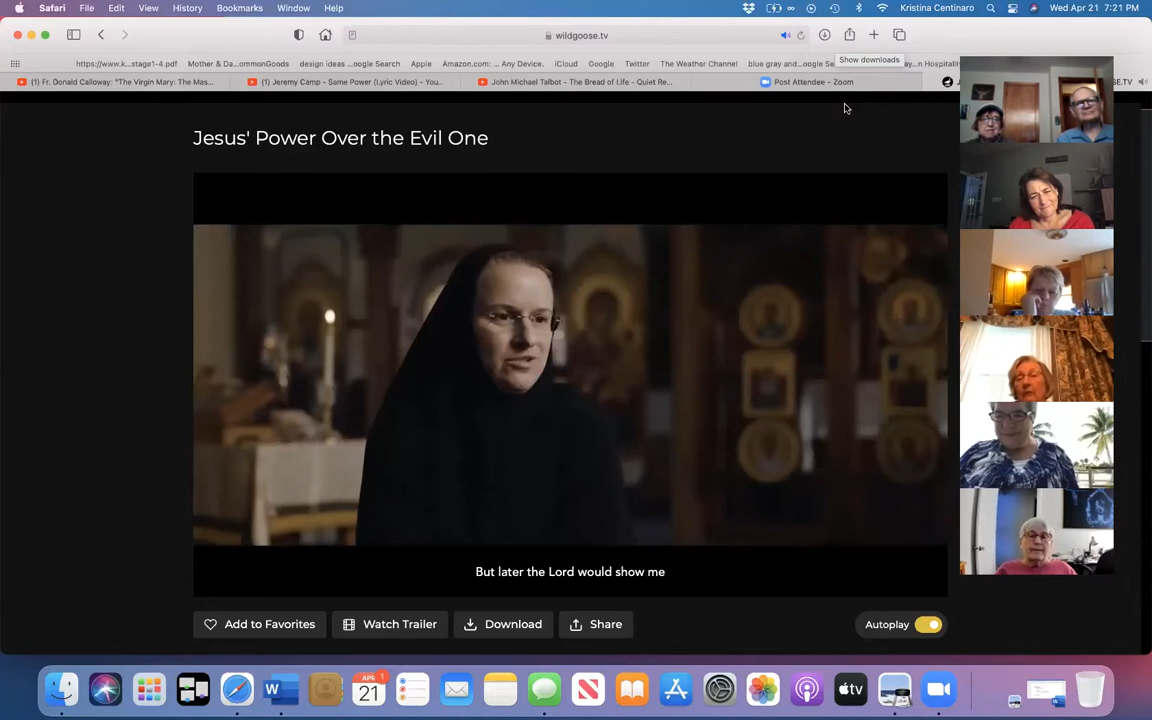 Safari File Edit View History Bookmarks Window Help Kristina Centinaro Wed Apr 21 7:21 PM
wildgoose.tv
https://www.k...stage1-4.pdf Mother & Da...ommonGoods design ideas ...oogle Search Apple Amazon.com: ... Any Device. iCloud Google Twitter The Weather Channel blue gray and...oogle
Show downloads
(1) Fr. Donald Calloway: "The Virgin Mary: The Mas... (1) Jeremy Camp - Same Power (Lyric Video) - You... John Michael Talbot - The Bread of Life - Quiet Re... Post Attendee - Zoom
Jesus' Power Over the Evil One
But later the Lord would show me
Add to Favorites Watch Trailer Download Share Autoplay
APR 21
1
tv